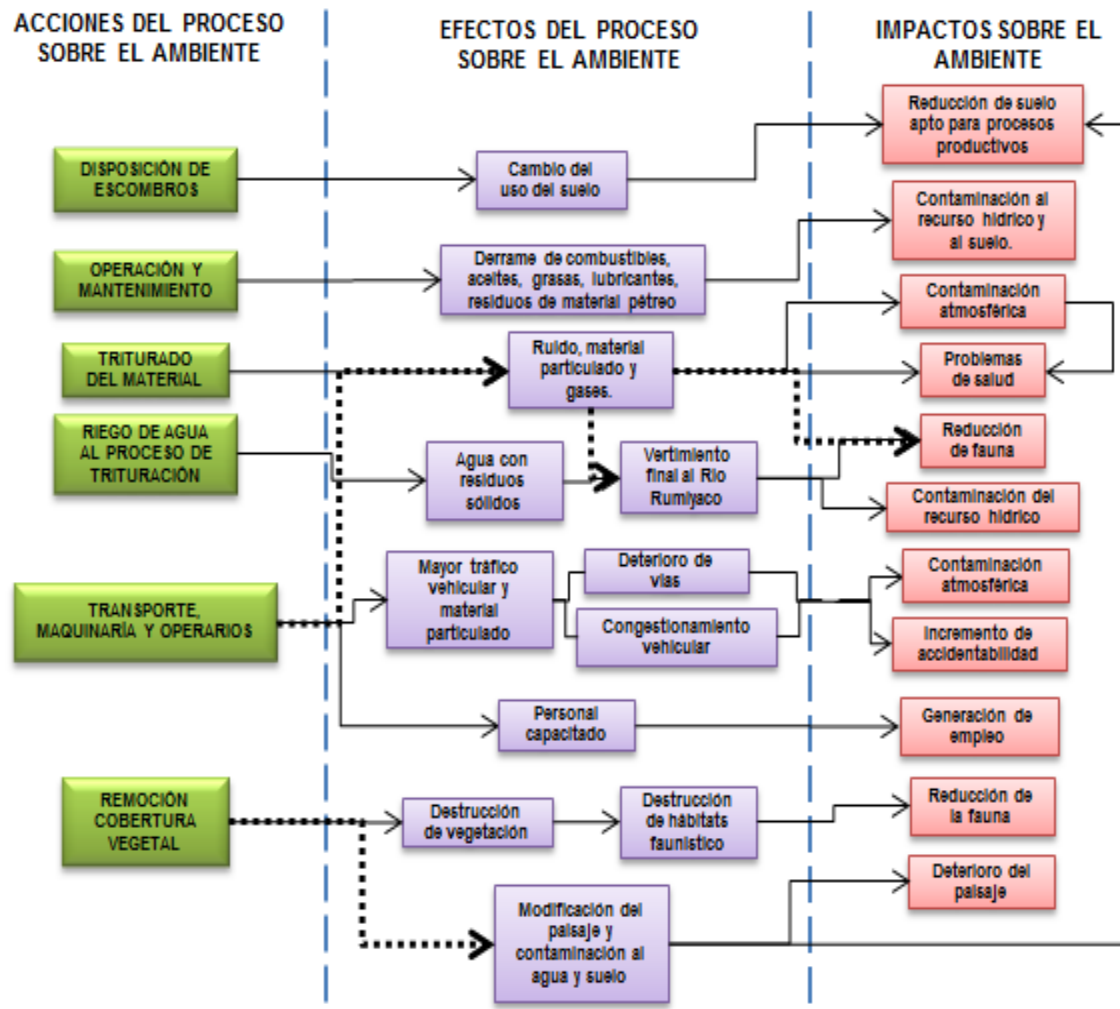 ACCIONES DEL PROCESO
SOBRE EL AMBIENTE
EFECTOS DEL PROCESO
SOBRE EL AMBIENTE
IMPACTOS SOBRE EL
AMBIENTE
DISPOSICIÓN DE
ESCOMBROS
Cambio del
uso del suelo
Reducción de suelo
apto para procesos
productivos
OPERACIÓN Y
MANTENIMIENTO
Derrame de combustibles,
aceites, grasas, lubricantes,
residuos de material pétreo
Contaminación al
recurso hídrico y
al suelo.
TRITURADO
DEL MATERIAL
Ruido, material
particulado y
gases.
Contaminación
atmosférica
Problemas
de salud
RIEGO DE AGUA
AL PROCESO DE
TRITURACIÓN
Agua con
residuos
sólidos
Vertimiento
final al Rio
Rumiyaco
Reducción
de fauna
Contaminación del
recurso hídrico
TRANSPORTE,
MAQUINARÍA Y OPERARIOS
Mayor tráfico
vehicular y
material
particulado
Deterioro de
vías
Congestionamiento
vehicular
Contaminación
atmosférica
Incremento de
accidentabilidad
Personal
capacitado
Generación de
empleo
REMOCIÓN
COBERTURA
VEGETAL
Destrucción
de vegetación
Destrucción
de hábitats
faunístico
Reducción de
la fauna
Modificación del
paisaje y
contaminación al
agua y suelo
Deterioro del
paisaje